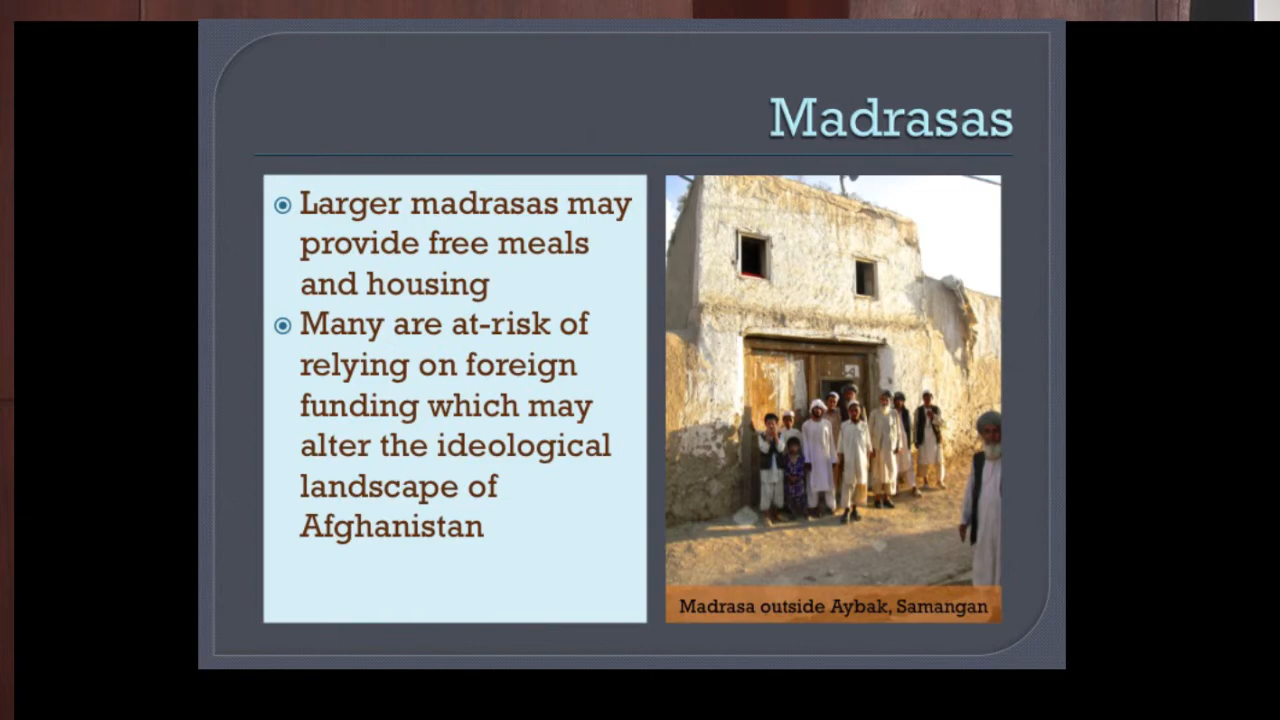 Madrasas
Larger madrasas may
provide free meals
and housing
Many are at-risk of
relying on foreign
funding which may
alter the ideological
landscape of
Afghanistan
Madrasa outside Aybak, Samangan